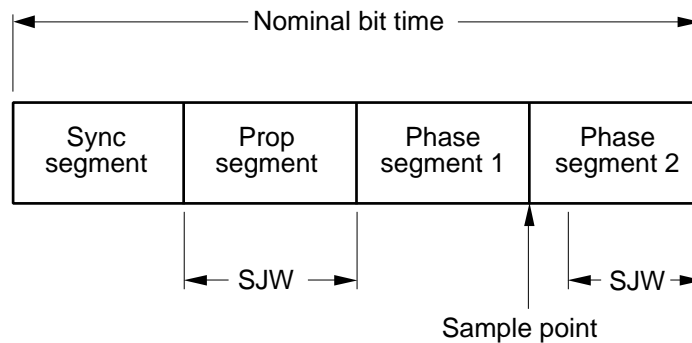 Nominal bit time
Sync
segment
Prop
segment
Phase
segment 1
Phase
segment 2
SJW
SJW
Sample point